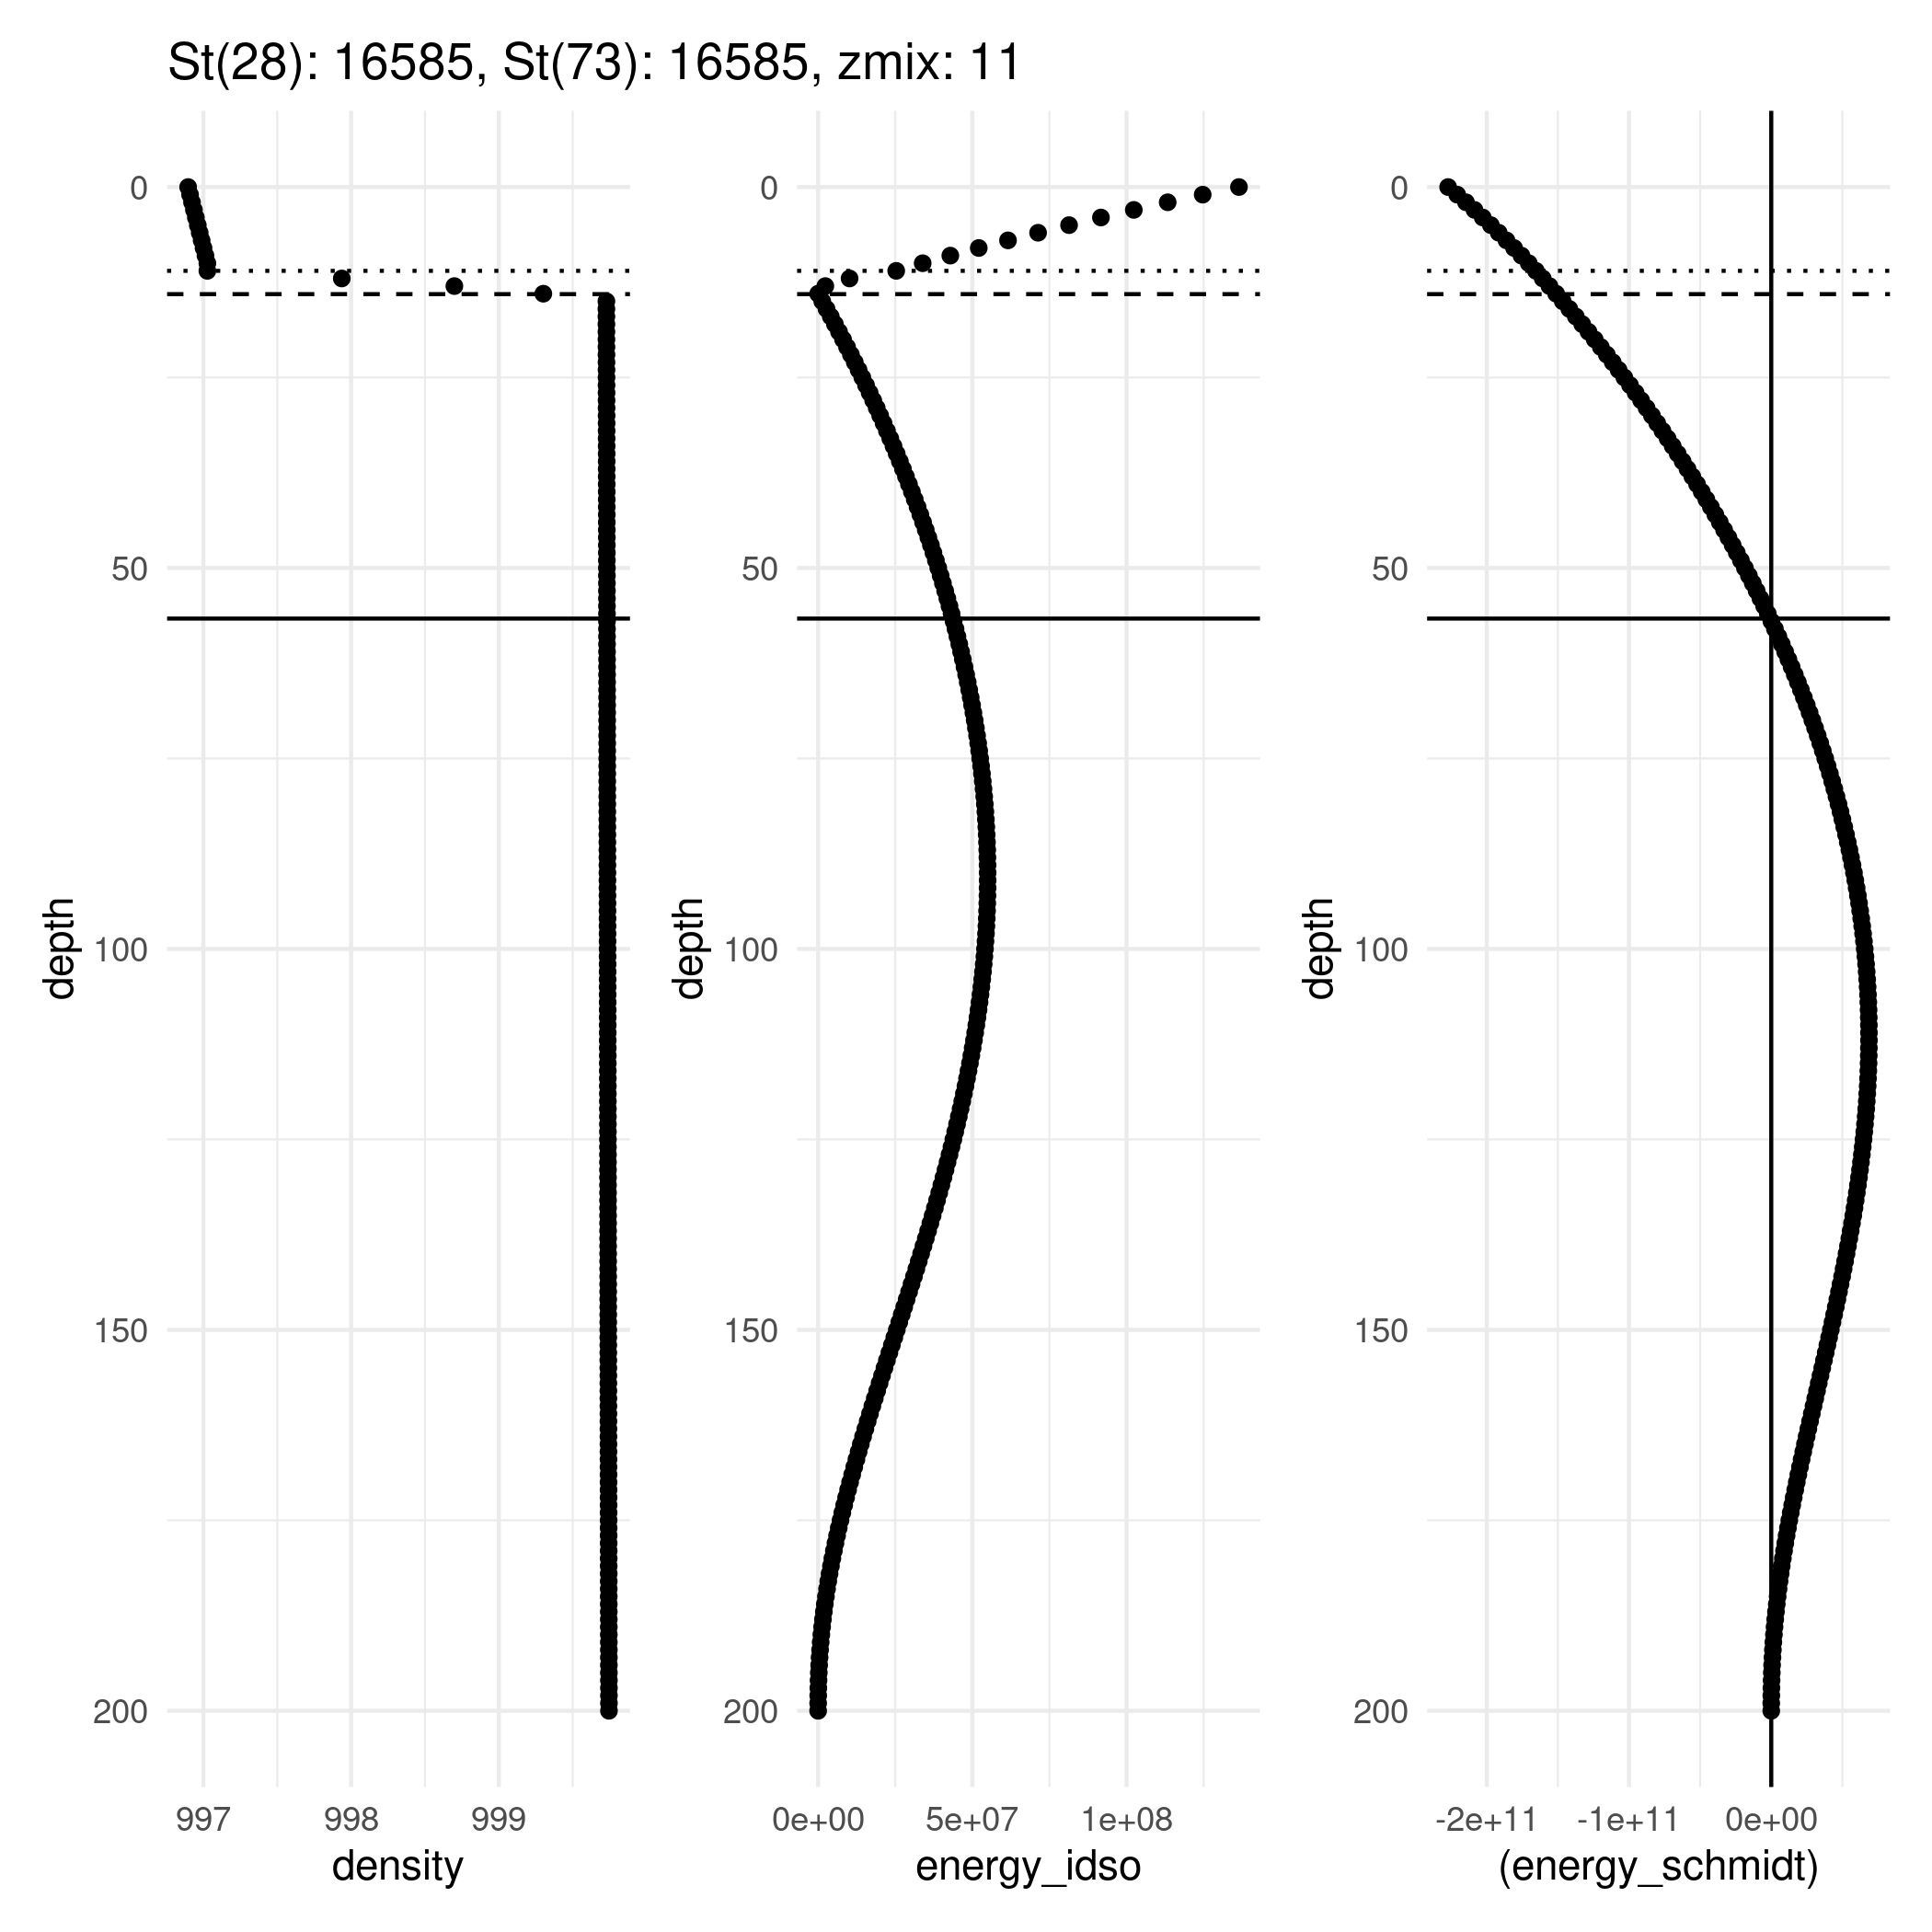 St(28): 16585, St(73): 16585, zmix: 11
0
50
100
150
200
depth
997 998 999
density
0
50
100
150
200
depth
0e+00 5e+07 1e+08
energy_idso
0
50
100
150
200
depth
-2e+11 -1e+11 0e+00
(energy_schmidt)